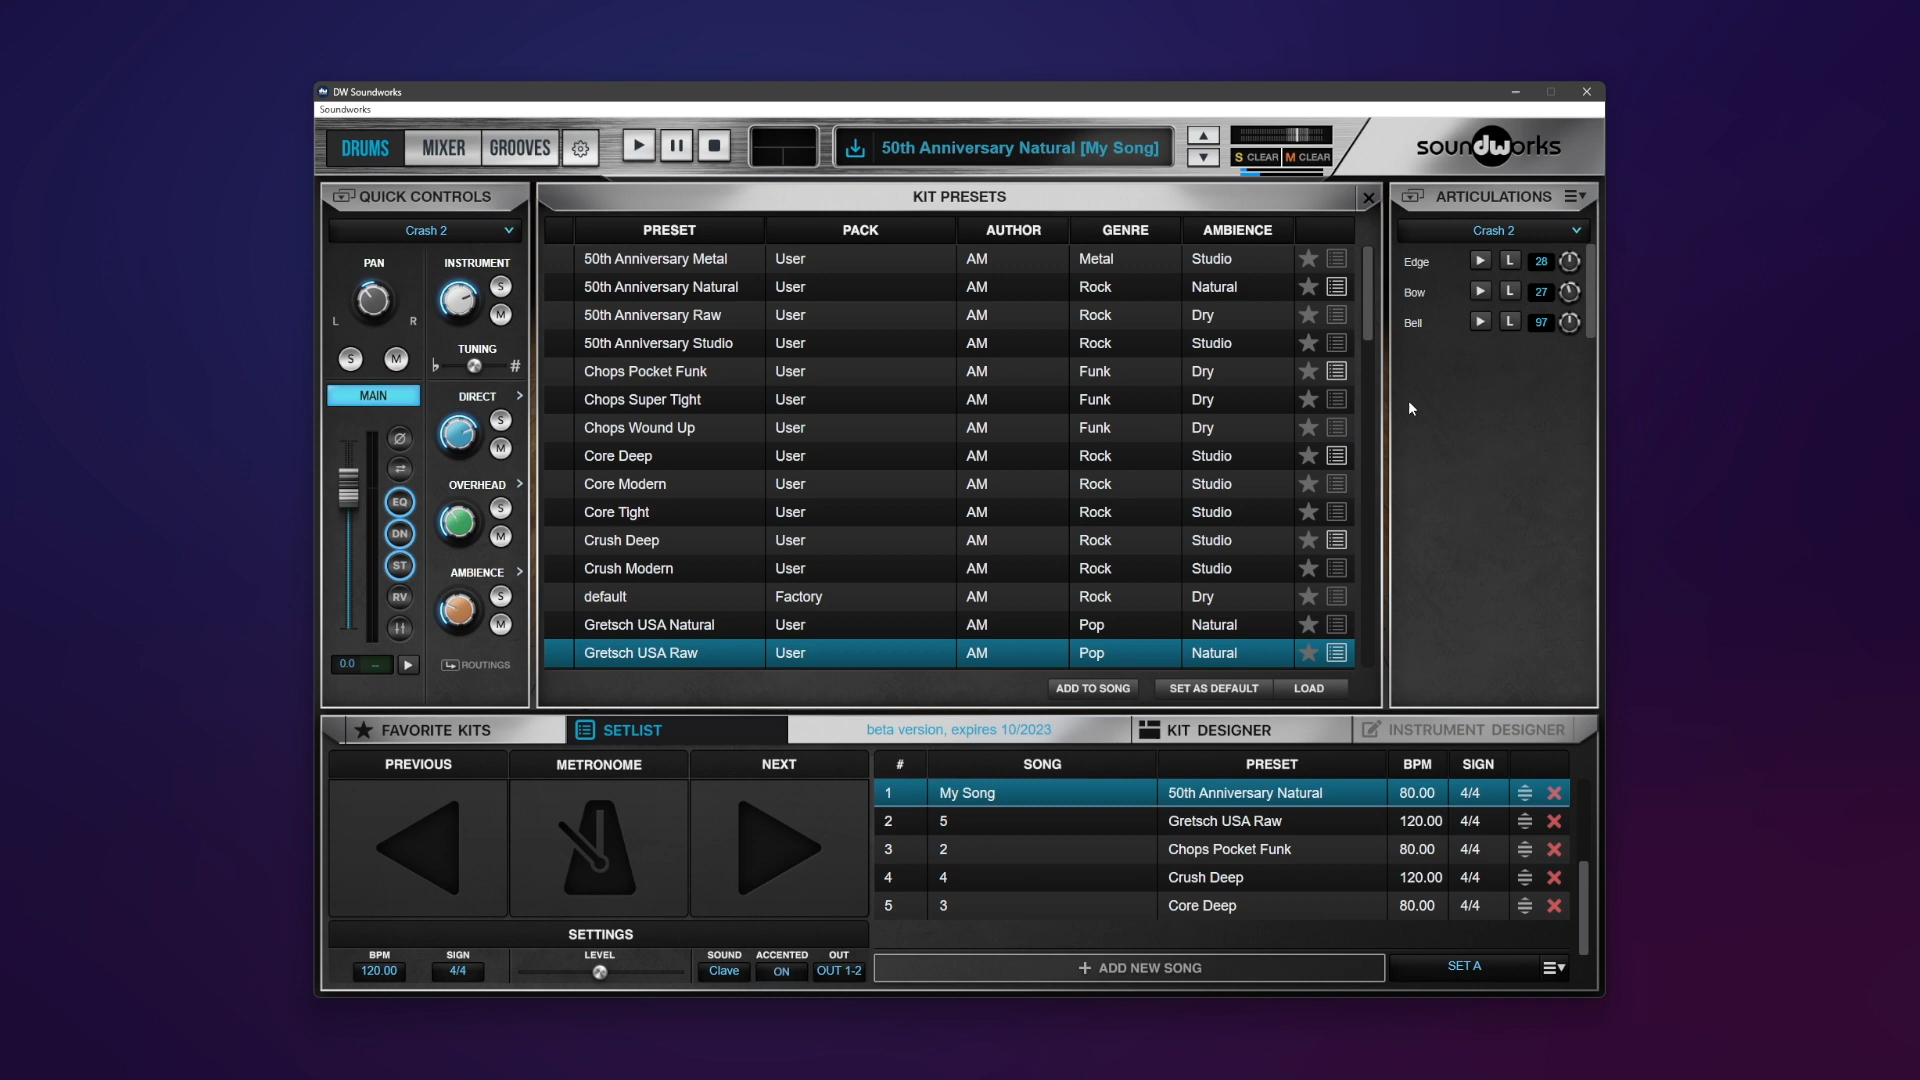 DW Soundworks
Soundworks
DRUMS MIXER GROOVES
50th Anniversary Natural [My Song]
S CLEAR M CLEAR
soundworks
QUICK CONTROLS
Crash 2
PAN
L R
S M
MAIN
EQ
DN
ST
RV
0.0 --
INSTRUMENT
S
M
TUNING
♭ #
DIRECT >
S
M
OVERHEAD >
S
M
AMBIENCE >
S
M
ROUTINGS
KIT PRESETS
PRESET PACK AUTHOR GENRE AMBIENCE
50th Anniversary Metal User AM Metal Studio
50th Anniversary Natural User AM Rock Natural
50th Anniversary Raw User AM Rock Dry
50th Anniversary Studio User AM Rock Studio
Chops Pocket Funk User AM Funk Dry
Chops Super Tight User AM Funk Dry
Chops Wound Up User AM Funk Dry
Core Deep User AM Rock Studio
Core Modern User AM Rock Studio
Core Tight User AM Rock Studio
Crush Deep User AM Rock Studio
Crush Modern User AM Rock Studio
default Factory AM Rock Dry
Gretsch USA Natural User AM Pop Natural
Gretsch USA Raw User AM Pop Natural
ADD TO SONG SET AS DEFAULT LOAD
ARTICULATIONS
Crash 2
Edge L 28
Bow L 27
Bell L 97
FAVORITE KITS SETLIST beta version, expires 10/2023 KIT DESIGNER INSTRUMENT DESIGNER
PREVIOUS METRONOME NEXT
SETTINGS
BPM SIGN LEVEL SOUND ACCENTED OUT
120.00 4/4 Clave ON OUT 1-2
# SONG PRESET BPM SIGN
1 My Song 50th Anniversary Natural 80.00 4/4
2 5 Gretsch USA Raw 120.00 4/4
3 2 Chops Pocket Funk 80.00 4/4
4 4 Crush Deep 120.00 4/4
5 3 Core Deep 80.00 4/4
+ ADD NEW SONG SET A